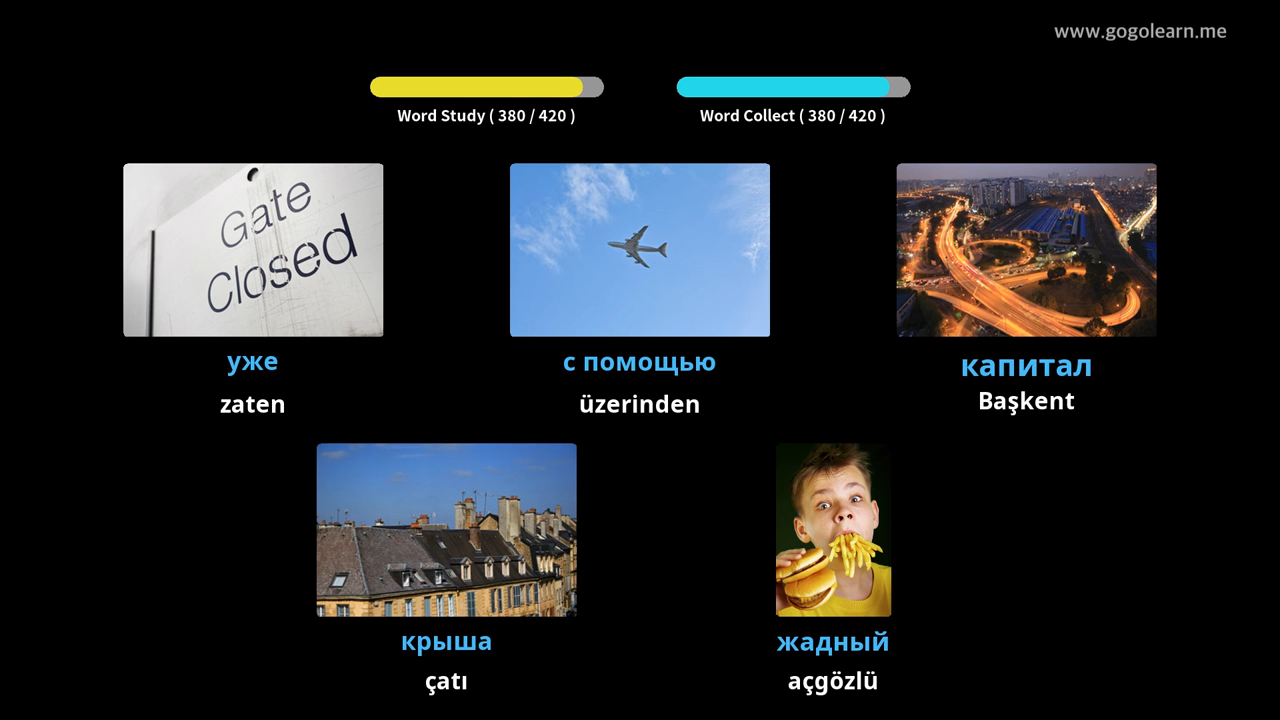 www.gogolearn.me
Word Study ( 380 / 420 )
Word Collect ( 380 / 420 )
Gate
Closed
уже
zaten
с помощью
üzerinden
капитал
Başkent
крыша
çatı
жадный
açgözlü